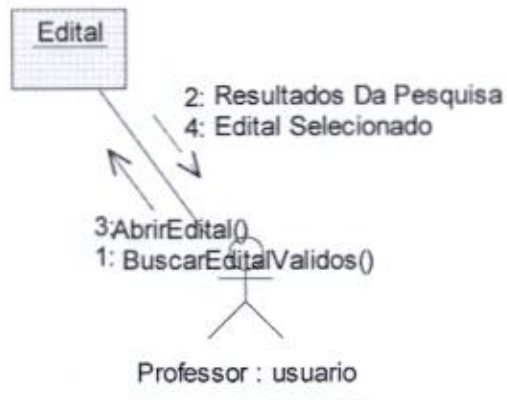 Edital
2: Resultados Da Pesquisa
4: Edital Selecionado
3:AbrirEdital()
1: BuscarEditalValidos()
Professor : usuario